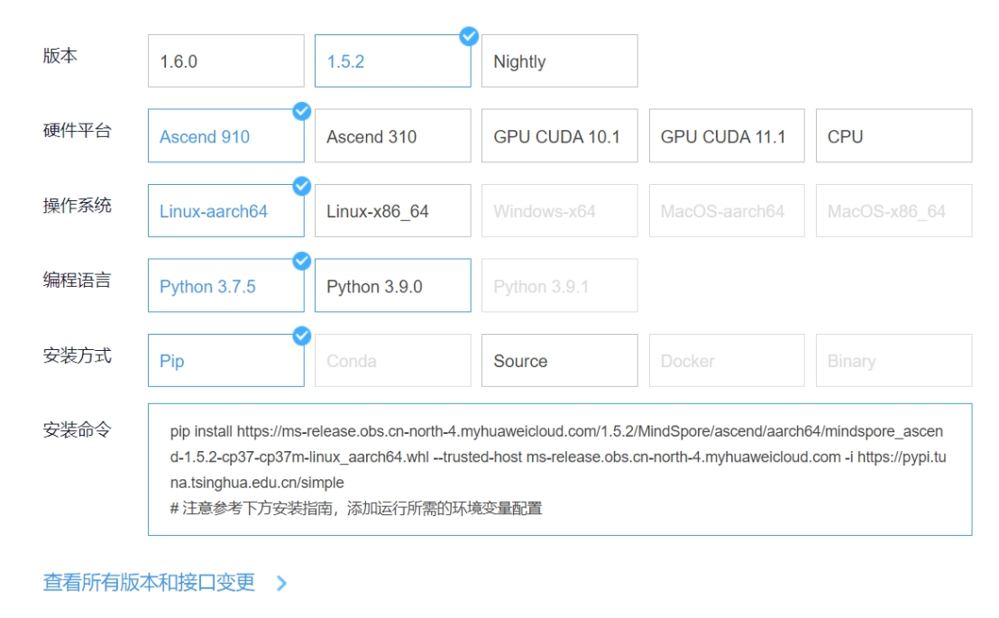 版本 1.6.0 1.5.2 Nightly
硬件平台 Ascend 910 Ascend 310 GPU CUDA 10.1 GPU CUDA 11.1 CPU
操作系统 Linux-aarch64 Linux-x86_64 Windows-x64 MacOS-aarch64 MacOS-x86_64
编程语言 Python 3.7.5 Python 3.9.0 Python 3.9.1
安装方式 Pip Conda Source Docker Binary
安装命令 pip install https://ms-release.obs.cn-north-4.myhuaweicloud.com/1.5.2/MindSpore/ascend/aarch64/mindspore_ascen
d-1.5.2-cp37-cp37m-linux_aarch64.whl --trusted-host ms-release.obs.cn-north-4.myhuaweicloud.com -i https://pypi.tu
na.tsinghua.edu.cn/simple
# 注意参考下方安装指南，添加运行所需的环境变量配置
查看所有版本和接口变更